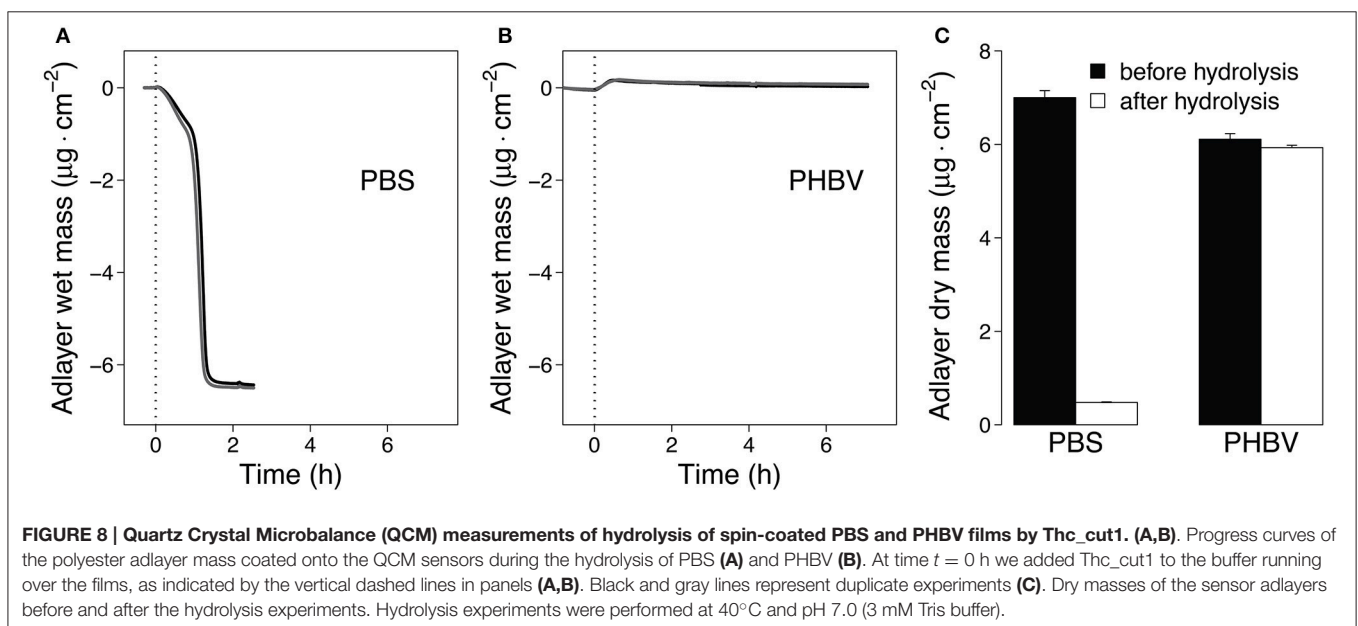 A
Adlayer wet mass (μg · cm⁻²)
0
−2
−4
−6
PBS
0 2 4 6
Time (h)
B
Adlayer wet mass (μg · cm⁻²)
0
−2
−4
−6
PHBV
0 2 4 6
Time (h)
C
Adlayer dry mass (μg · cm⁻²)
8
6
4
2
0
before hydrolysis
after hydrolysis
PBS PHBV
FIGURE 8 | Quartz Crystal Microbalance (QCM) measurements of hydrolysis of spin-coated PBS and PHBV films by Thc_cut1. (A,B). Progress curves of
the polyester adlayer mass coated onto the QCM sensors during the hydrolysis of PBS (A) and PHBV (B). At time t = 0 h we added Thc_cut1 to the buffer running
over the films, as indicated by the vertical dashed lines in panels (A,B). Black and gray lines represent duplicate experiments (C). Dry masses of the sensor adlayers
before and after the hydrolysis experiments. Hydrolysis experiments were performed at 40°C and pH 7.0 (3 mM Tris buffer).